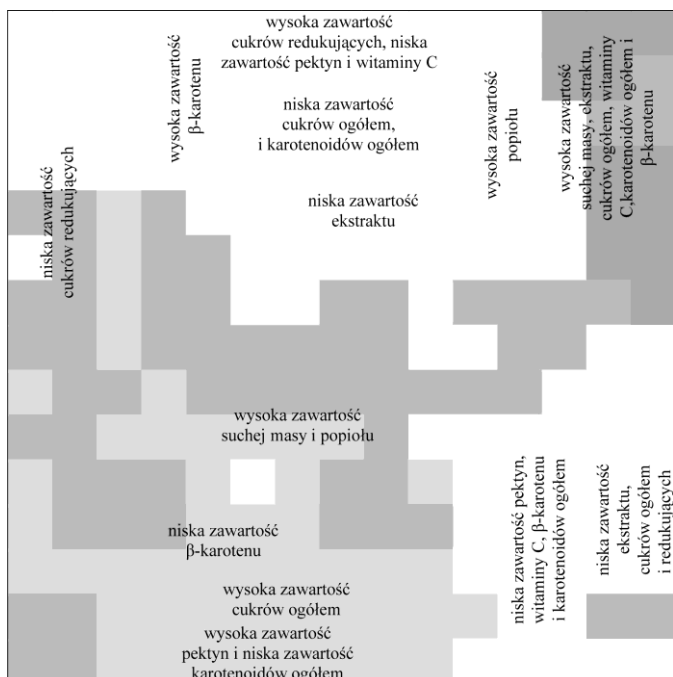 wysoka zawartość
cukrów redukujących, niska
zawartość pektyn i witaminy C
wysoka zawartość
β-karotenu
niska zawartość
cukrów ogółem,
i karotenoidów ogółem
wysoka zawartość
popiołu
wysoka zawartość
suchej masy, ekstraktu,
cukrów ogółem, witaminy
C,karotenoidów ogółem i
β-karotenu
niska zawartość
cukrów redukujących
niska zawartość
ekstraktu
wysoka zawartość
suchej masy i popiołu
niska zawartość pektyn,
witaminy C, β-karotenu
i karotenoidów ogółem
niska zawartość
ekstraktu,
cukrów ogółem
i redukujących
niska zawartość
β-karotenu
wysoka zawartość
cukrów ogółem
wysoka zawartość
pektyn i niska zawartość
karotenoidów ogółem